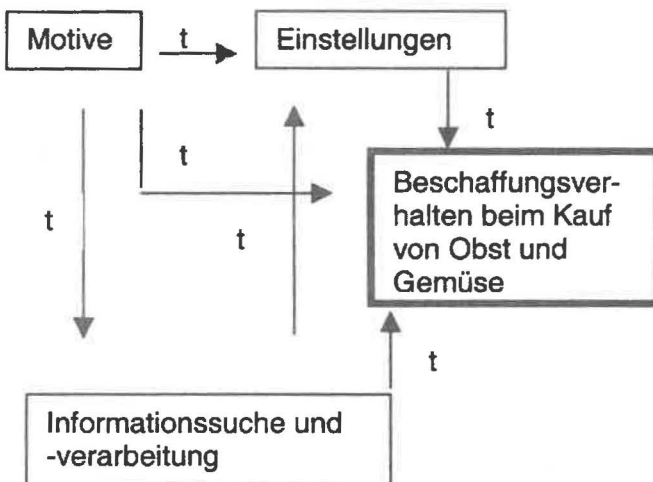 Motive
t
Einstellungen
t
t
Beschaffungsver-
halten beim Kauf
von Obst und
Gemüse
t
t
t
Informationssuche und
-verarbeitung